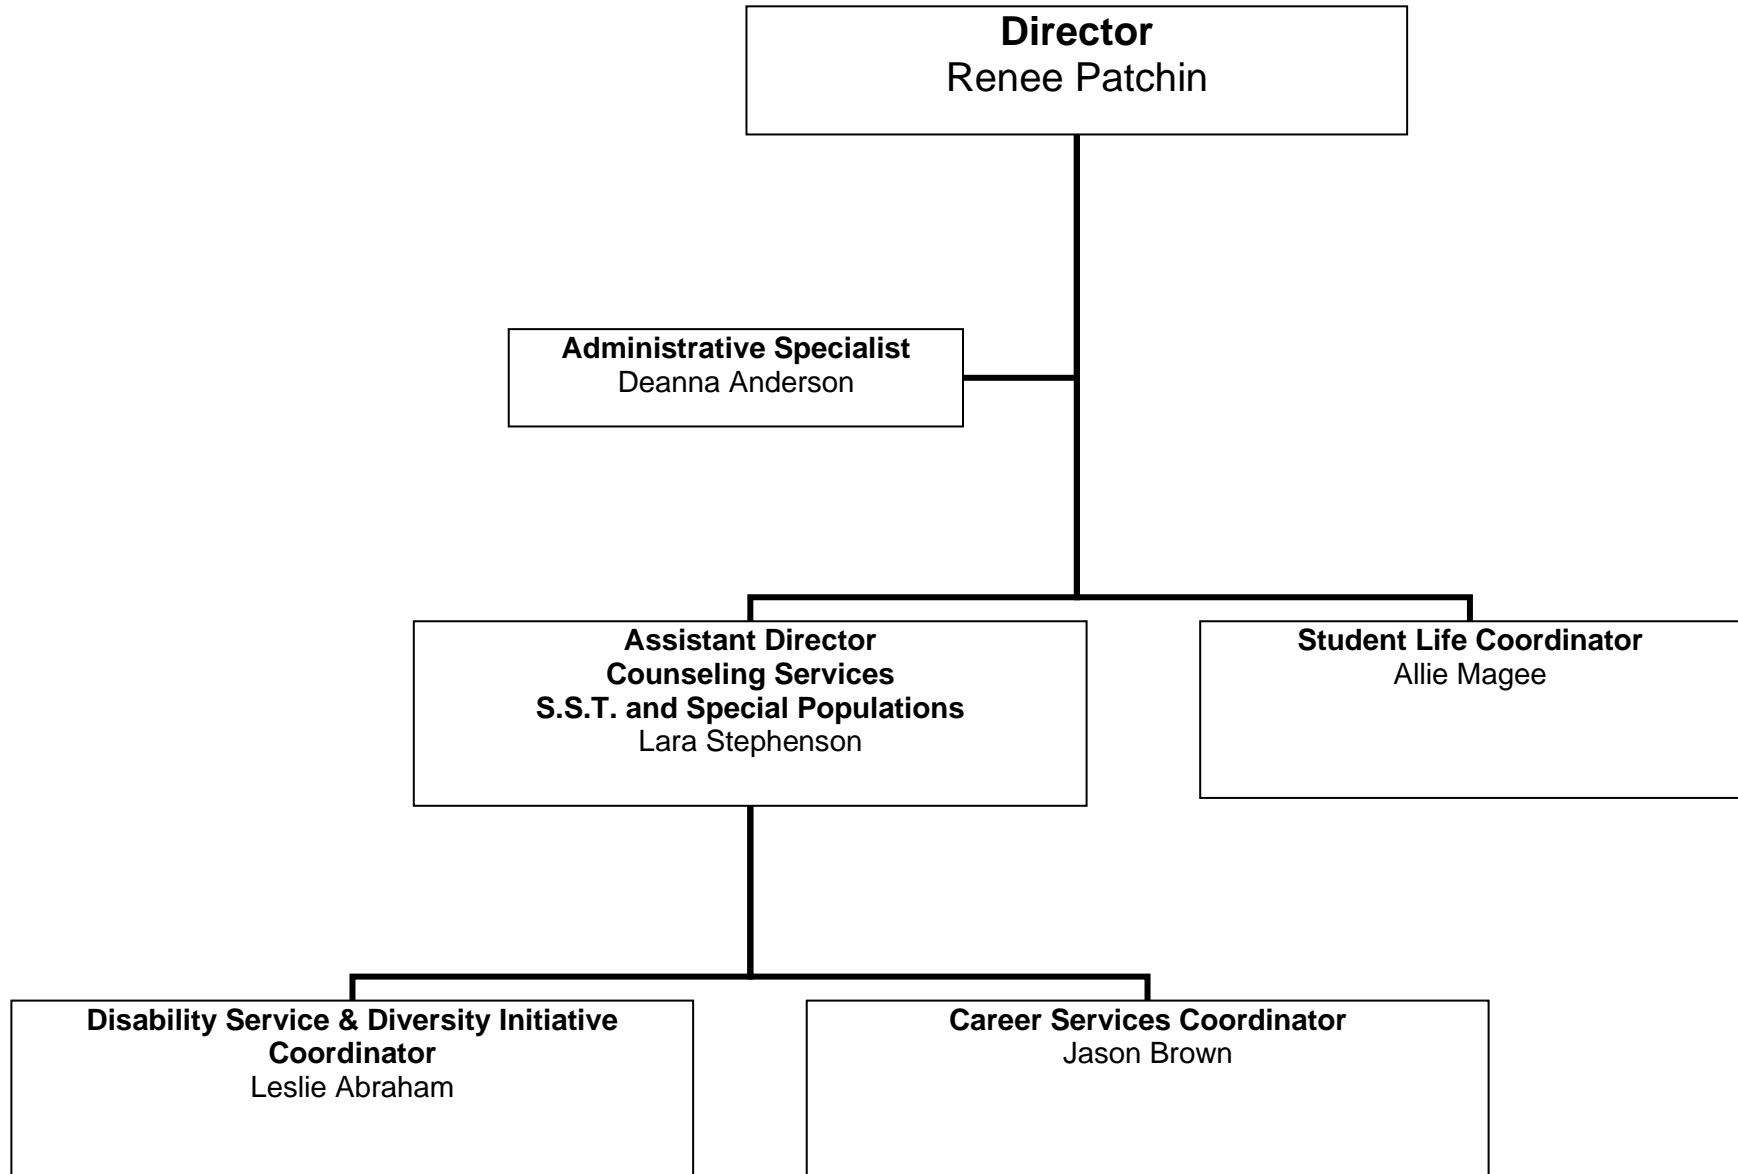 Director
Renee Patchin
Administrative Specialist
Deanna Anderson
Assistant Director
Counseling Services
S.S.T. and Special Populations
Lara Stephenson
Student Life Coordinator
Allie Magee
Disability Service & Diversity Initiative
Coordinator
Leslie Abraham
Career Services Coordinator
Jason Brown